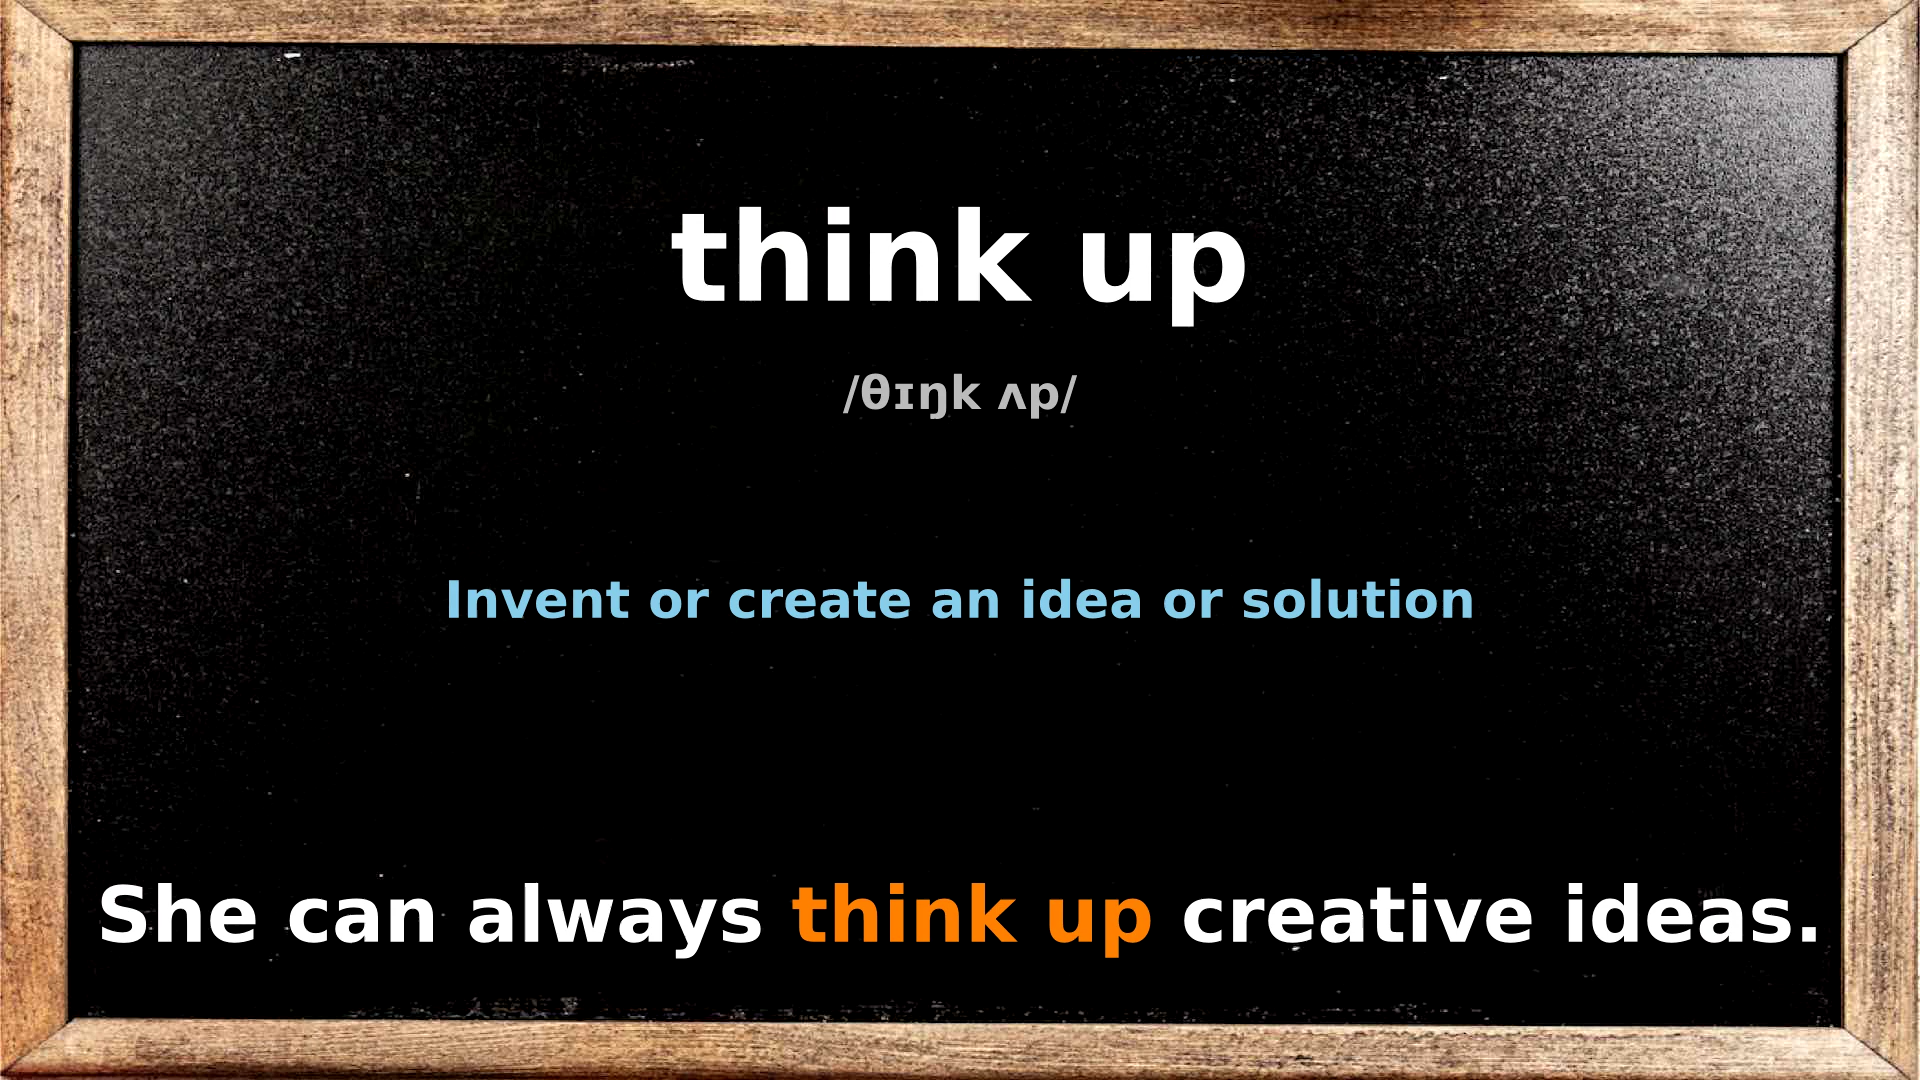 think up
/θɪŋk ʌp/
Invent or create an idea or solution
She can always think up creative ideas.